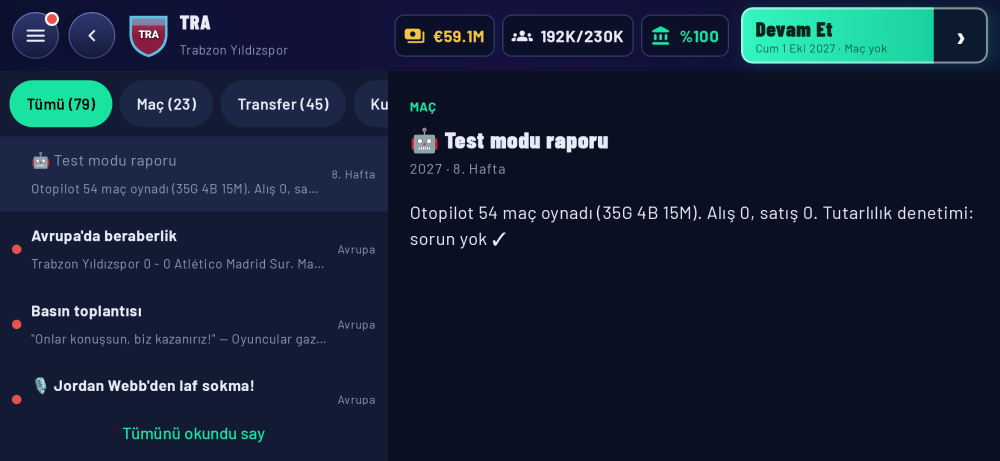 TRA
TRA
Trabzon Yıldızspor
€59.1M
192K/230K
%100
Devam Et
Cum 1 Eki 2027 · Maç yok
Tümü (79)
Maç (23)
Transfer (45)
Ku
🤖 Test modu raporu
8. Hafta
Otopilot 54 maç oynadı (35G 4B 15M). Alış 0, sa...
Avrupa'da beraberlik
Avrupa
Trabzon Yıldızspor 0 - 0 Atlético Madrid Sur. Ma...
Basın toplantısı
Avrupa
"Onlar konuşsun, biz kazanırız!" — Oyuncular gaz...
🎙️ Jordan Webb'den laf sokma!
Avrupa
Tümünü okundu say
MAÇ
🤖 Test modu raporu
2027 · 8. Hafta
Otopilot 54 maç oynadı (35G 4B 15M). Alış 0, satış 0. Tutarlılık denetimi:
sorun yok ✓